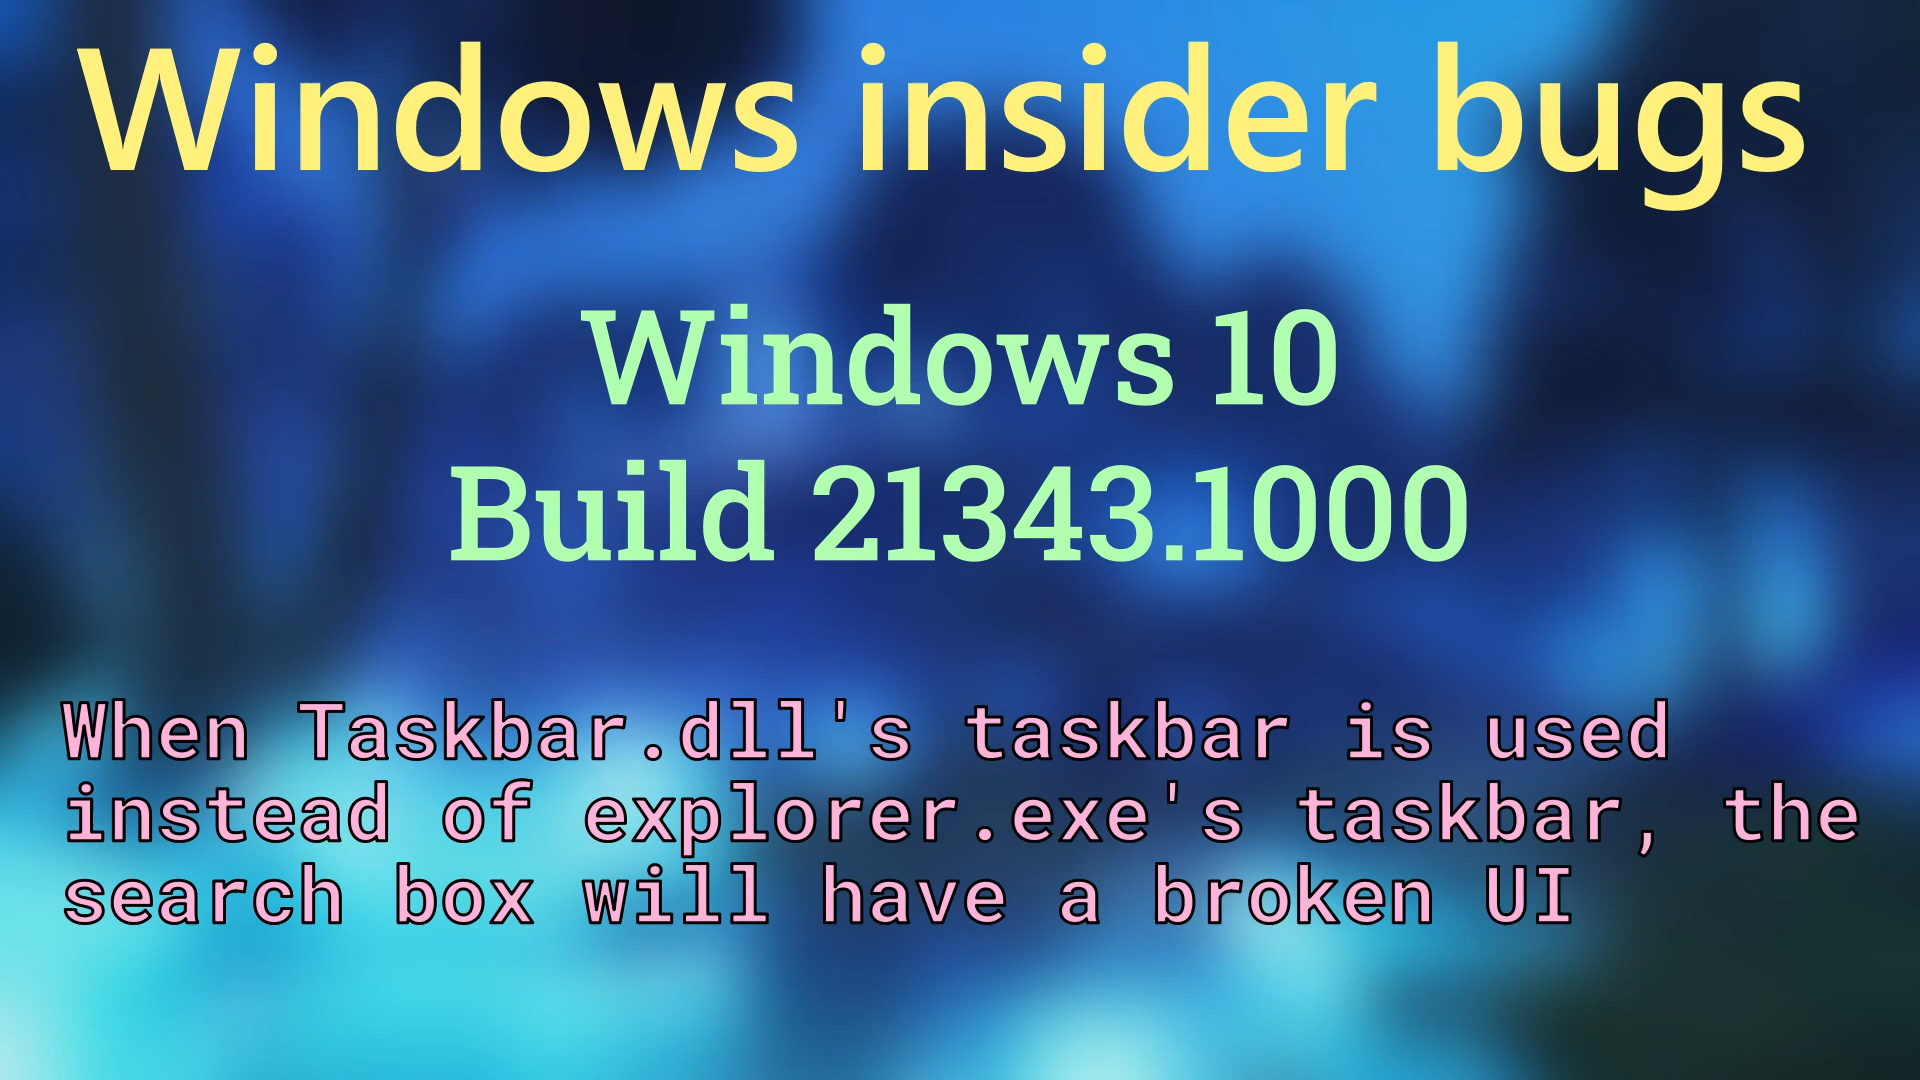 Windows insider bugs
Windows 10
Build 21343.1000
When Taskbar.dll's taskbar is used
instead of explorer.exe's taskbar, the
search box will have a broken UI